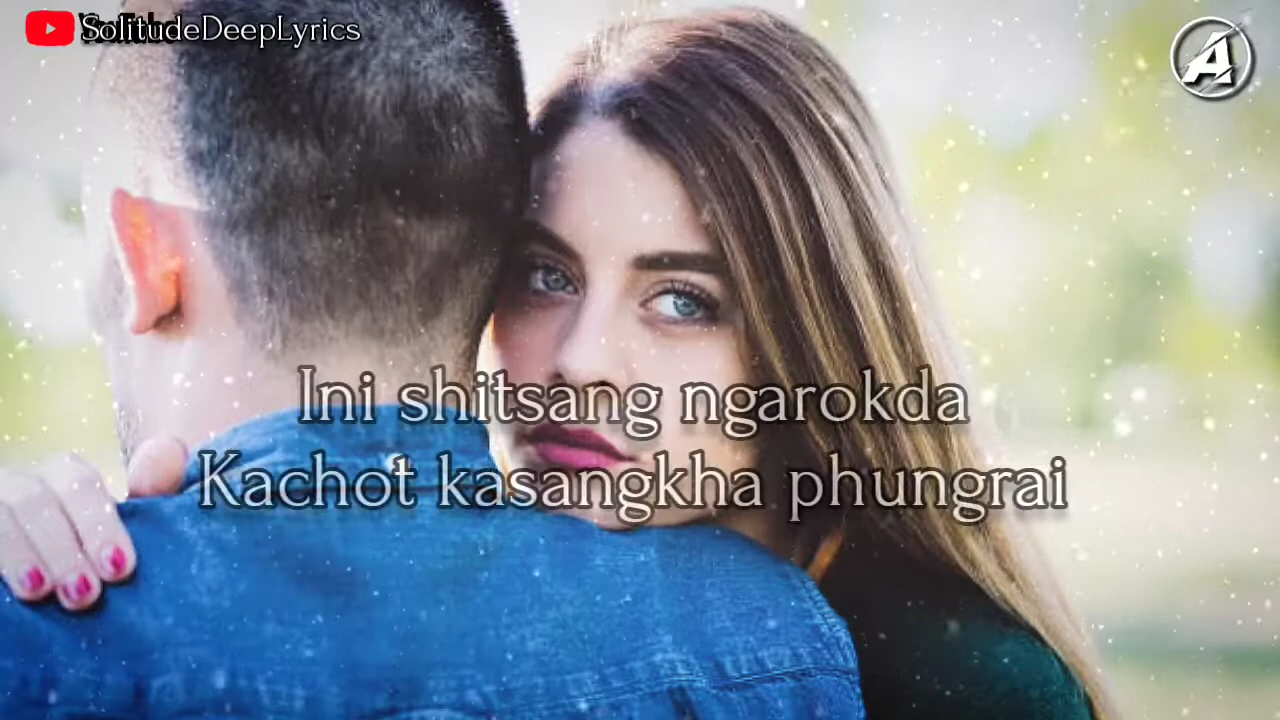 SolitudeDeepLyrics
Ini shitsang ngarokda
Kachot kasangkha phungrai